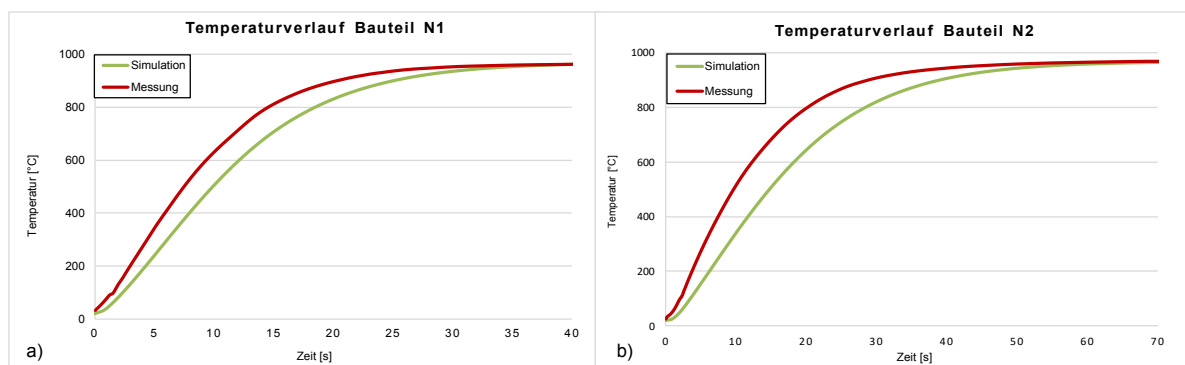 Temperaturverlauf Bauteil N1
1000
800
600
400
200
0
Temperatur [°C]
Simulation
Messung
0 5 10 15 20 25 30 35 40
Zeit [s]
a)
Temperaturverlauf Bauteil N2
1000
800
600
400
200
0
Temperatur [°C]
Simulation
Messung
0 10 20 30 40 50 60 70
Zeit [s]
b)